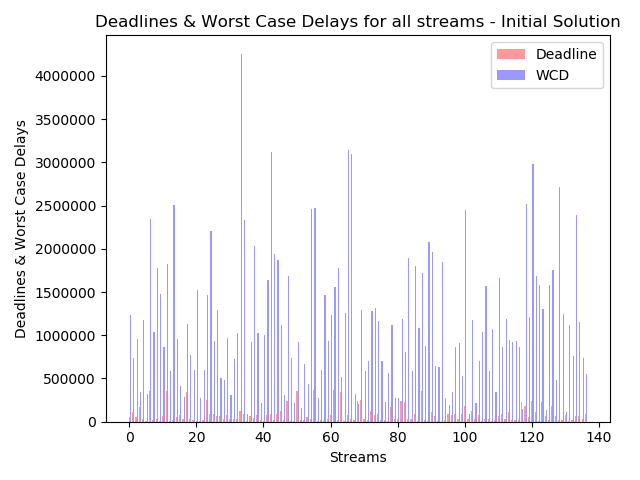 Deadlines & Worst Case Delays for all streams - Initial Solution
Deadline
WCD
Deadlines & Worst Case Delays
4000000
3500000
3000000
2500000
2000000
1500000
1000000
500000
0
0 20 40 60 80 100 120 140
Streams